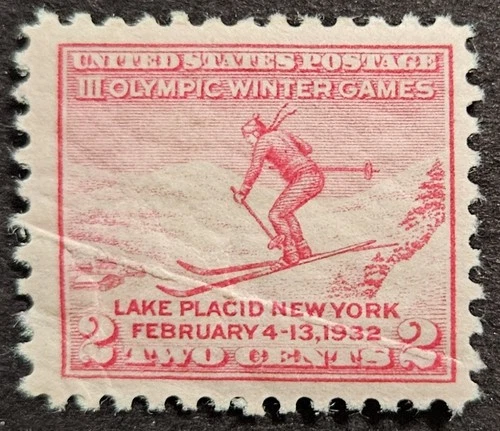 UNITED STATES POSTAGE
III OLYMPIC WINTER GAMES
LAKE PLACID NEW YORK
FEBRUARY 4-13, 1932
2 TWO CENTS 2